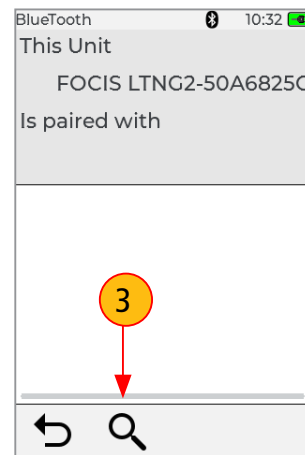 BlueTooth 10:32
This Unit
FOCIS LTNG2-50A6825C
Is paired with
3